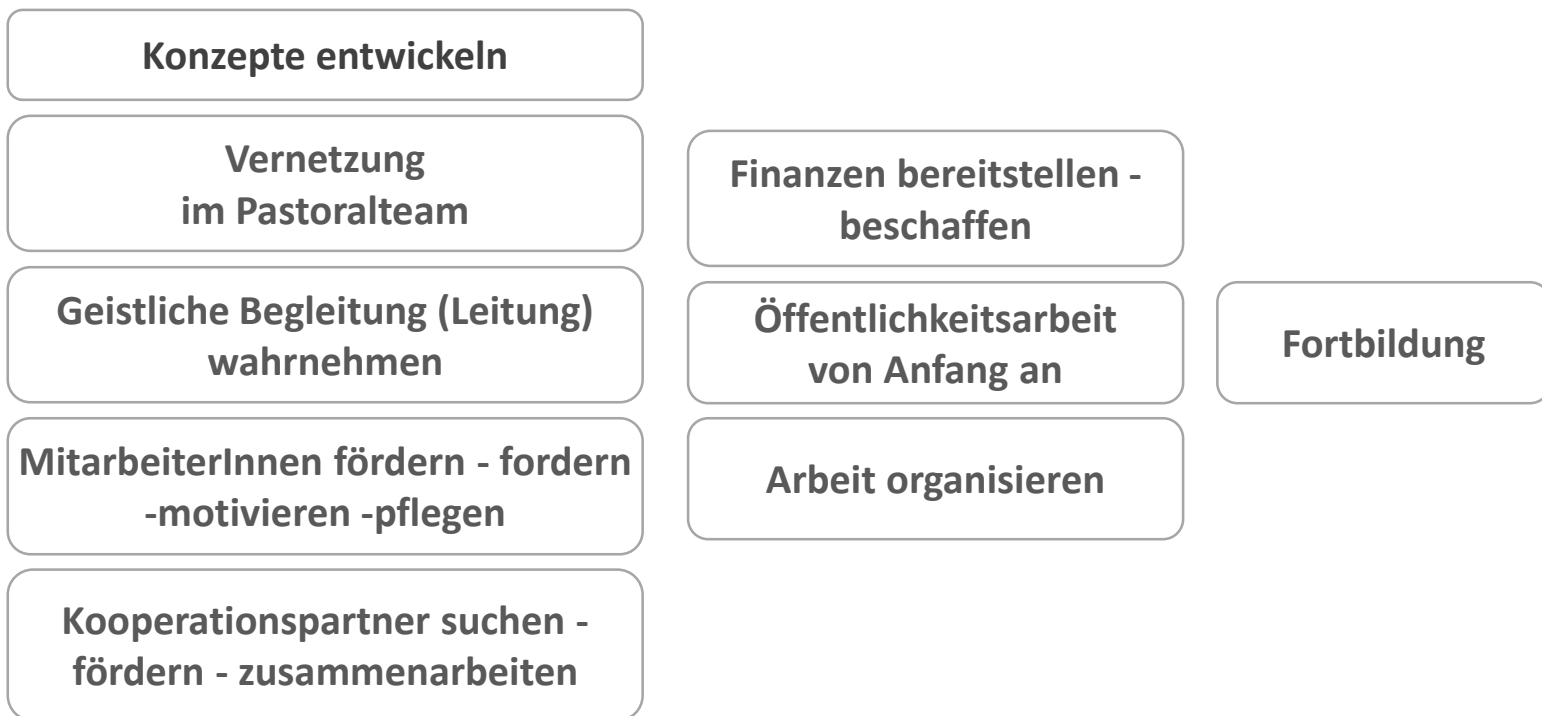 Konzepte entwickeln
Vernetzung
im Pastoralteam
Geistliche Begleitung (Leitung)
wahrnehmen
MitarbeiterInnen fördern - fordern
-motivieren -pflegen
Kooperationspartner suchen -
fördern - zusammenarbeiten
Finanzen bereitstellen -
beschaffen
Öffentlichkeitsarbeit
von Anfang an
Arbeit organisieren
Fortbildung